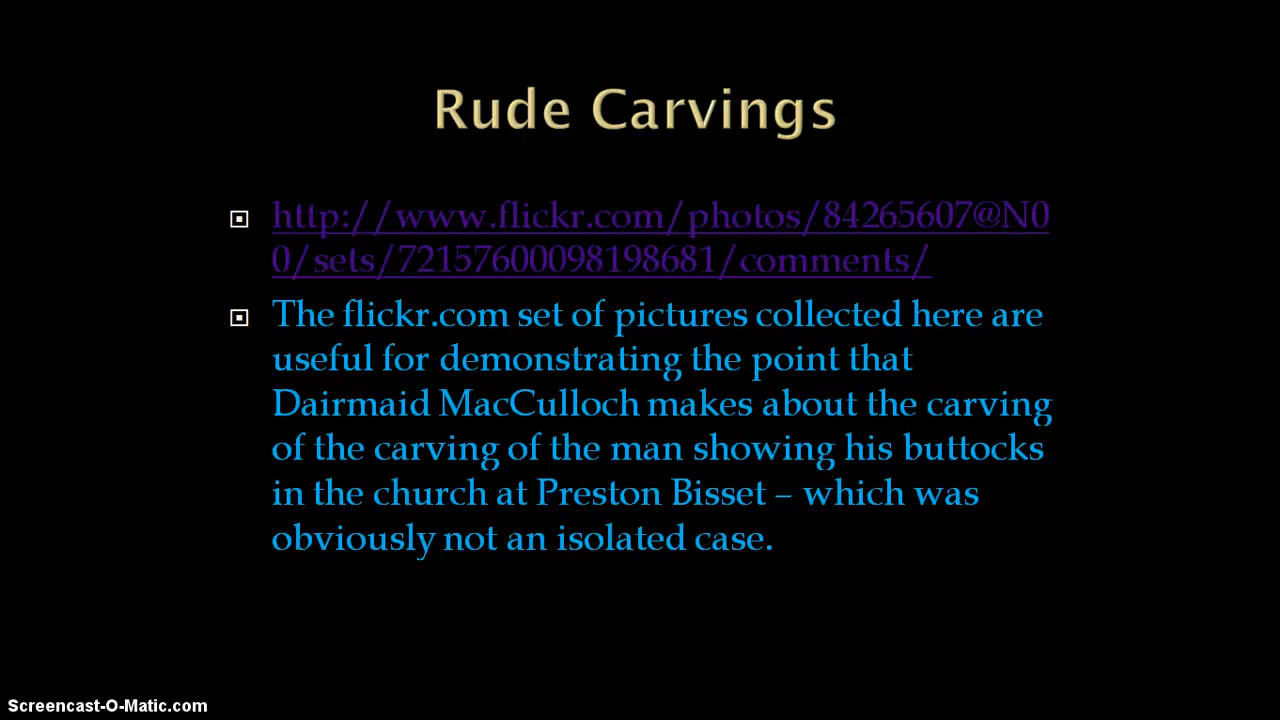 Rude Carvings
http://www.flickr.com/photos/84265607@N0
0/sets/72157600098198681/comments/
The flickr.com set of pictures collected here are
useful for demonstrating the point that
Dairmaid MacCulloch makes about the carving
of the carving of the man showing his buttocks
in the church at Preston Bisset – which was
obviously not an isolated case.
Screencast-O-Matic.com